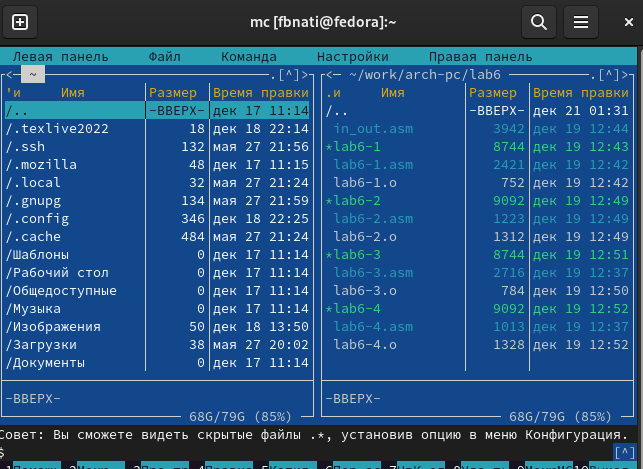 mc [fbnati@fedora]:~
Левая панель Файл Команда Настройки Правая панель
<─ ~ .[^]> <─ ~/work/arch-pc/lab6 .[^]>
'и Имя Размер Время правки .и Имя Размер Время правки
/.. -ВВЕРХ- дек 17 11:14 /.. -ВВЕРХ- дек 21 01:31
/.texlive2022 18 дек 18 22:14 in_out.asm 3942 дек 19 12:44
/.ssh 132 мая 27 21:56 *lab6-1 8744 дек 19 12:43
/.mozilla 48 дек 17 11:15 lab6-1.asm 2421 дек 19 12:42
/.local 32 мая 27 21:24 lab6-1.o 752 дек 19 12:42
/.gnupg 134 мая 27 21:59 *lab6-2 9092 дек 19 12:49
/.config 346 дек 18 22:25 lab6-2.asm 1223 дек 19 12:49
/.cache 484 мая 27 21:24 lab6-2.o 1312 дек 19 12:49
/Шаблоны 0 дек 17 11:14 *lab6-3 8744 дек 19 12:51
/Рабочий стол 0 дек 17 11:14 lab6-3.asm 2716 дек 19 12:37
/Общедоступные 0 дек 17 11:14 lab6-3.o 784 дек 19 12:50
/Музыка 0 дек 17 11:14 *lab6-4 9092 дек 19 12:52
/Изображения 50 дек 18 13:50 lab6-4.asm 1013 дек 19 12:37
/Загрузки 38 мая 27 20:02 lab6-4.o 1328 дек 19 12:52
/Документы 0 дек 17 11:14
-ВВЕРХ- -ВВЕРХ-
68G/79G (85%) 68G/79G (85%)
Совет: Вы сможете видеть скрытые файлы .*, установив опцию в меню Конфигурация.
$ [^]